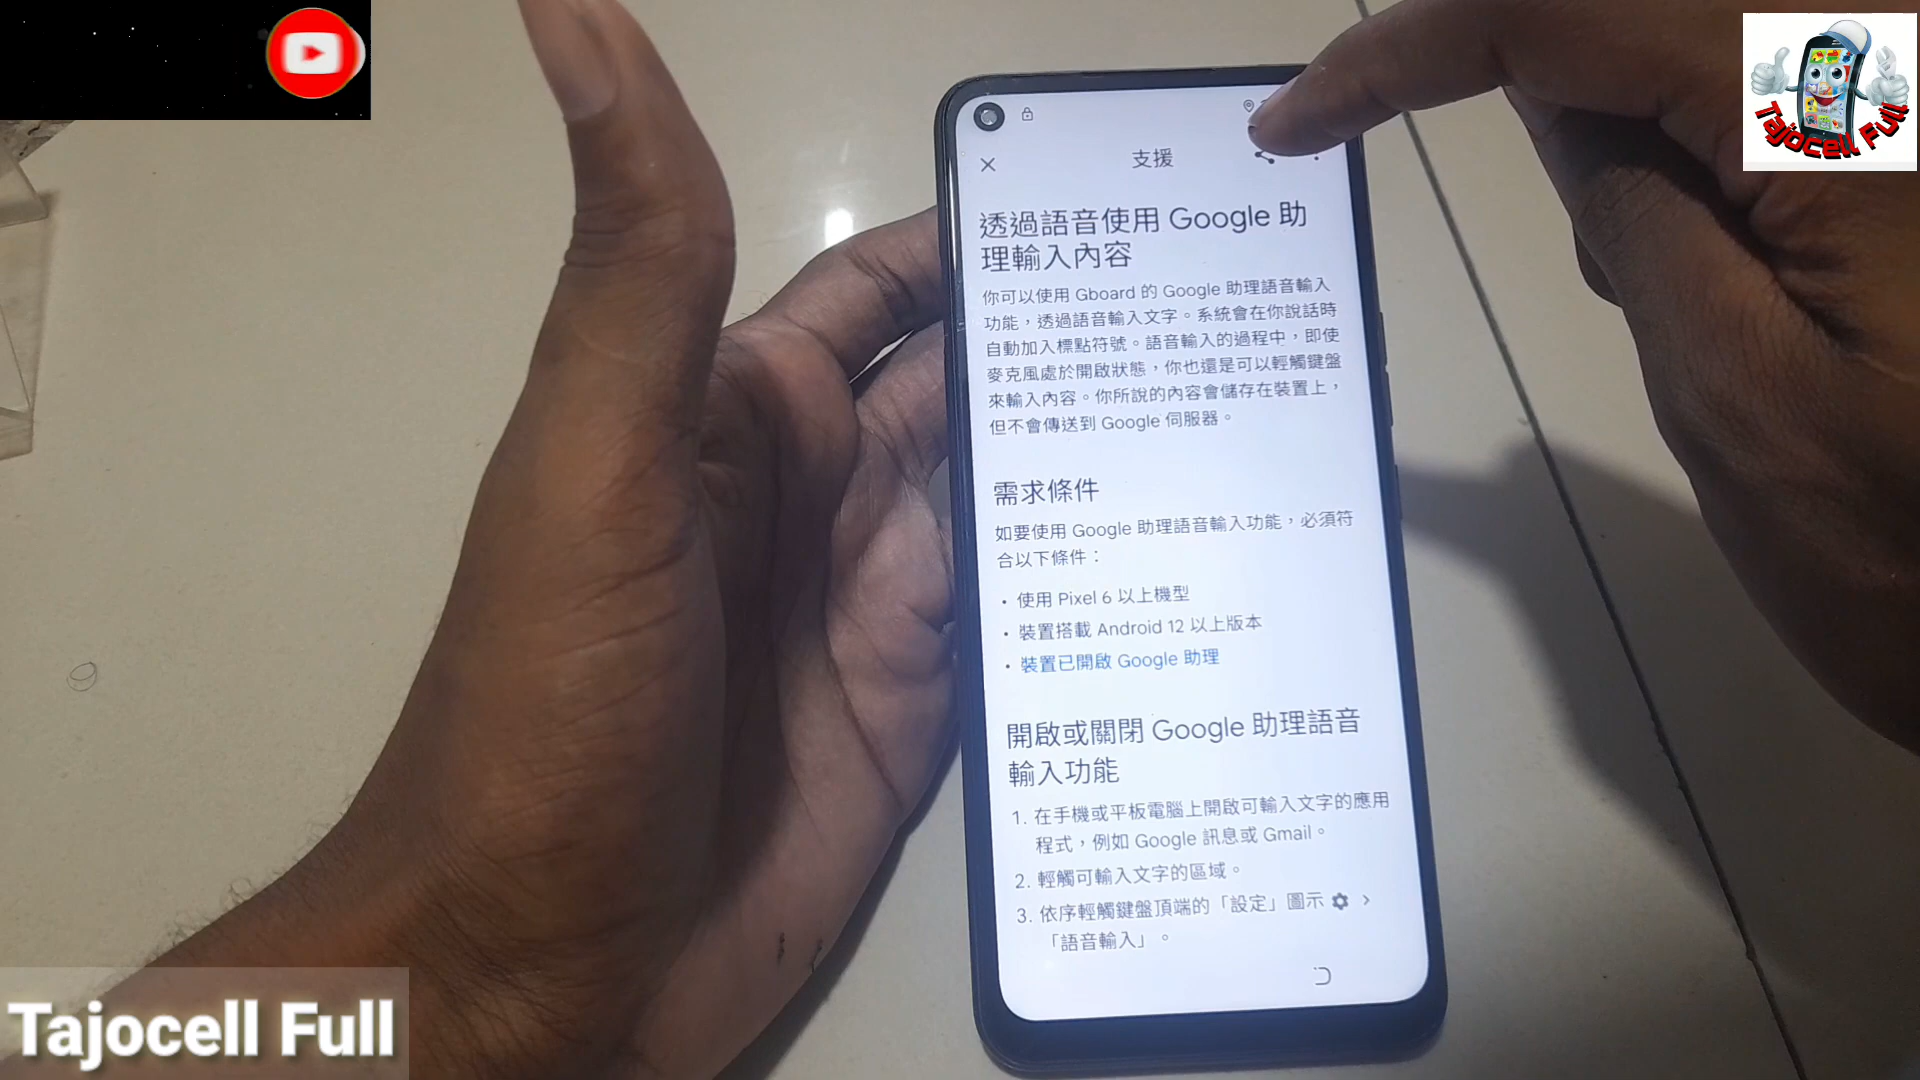 Tajocell Full
支援
透過語音使用 Google 助
理輸入內容
你可以使用 Gboard 的 Google 助理語音輸入
功能，透過語音輸入文字。系統會在你說話時
自動加入標點符號。語音輸入的過程中，即使
麥克風處於開啟狀態，你也還是可以輕觸鍵盤
來輸入內容。你所說的內容會儲存在裝置上，
但不會傳送到 Google 伺服器。
需求條件
如要使用 Google 助理語音輸入功能，必須符
合以下條件：
• 使用 Pixel 6 以上機型
• 裝置搭載 Android 12 以上版本
• 裝置已開啟 Google 助理
開啟或關閉 Google 助理語音
輸入功能
1. 在手機或平板電腦上開啟可輸入文字的應用
程式，例如 Google 訊息或 Gmail。
2. 輕觸可輸入文字的區域。
3. 依序輕觸鍵盤頂端的「設定」圖示 >
「語音輸入」。
Tajocell Full